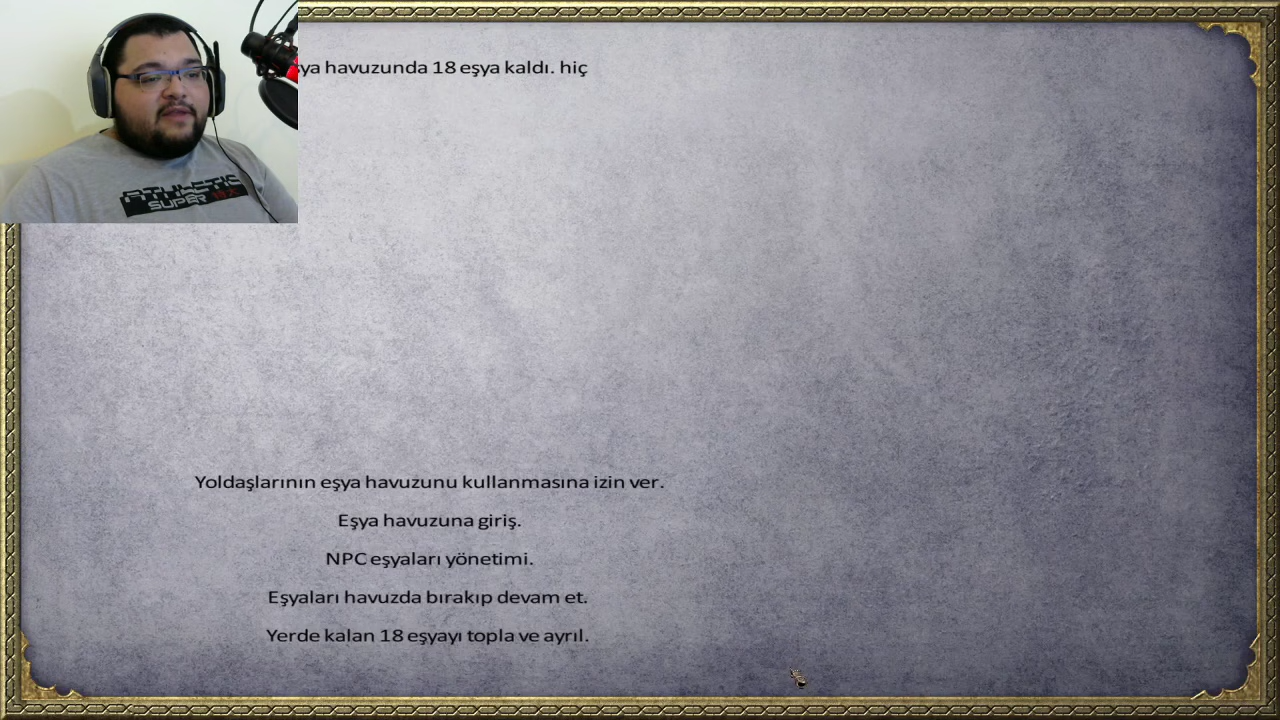 havuzunda 18 eşya kaldı. hiç
ATHLETIC
SUPER
Yoldaşlarının eşya havuzunu kullanmasına izin ver.
Eşya havuzuna giriş.
NPC eşyaları yönetimi.
Eşyaları havuzda bırakıp devam et.
Yerde kalan 18 eşyayı topla ve ayrıl.